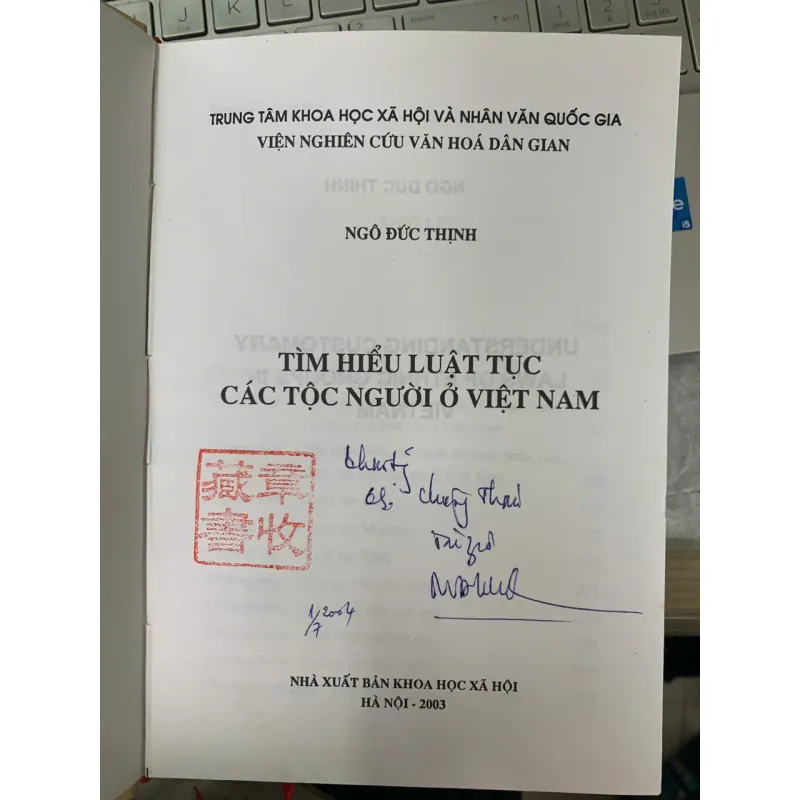 TRUNG TÂM KHOA HỌC XÃ HỘI VÀ NHÂN VĂN QUỐC GIA
VIỆN NGHIÊN CỨU VĂN HOÁ DÂN GIAN
NGÔ ĐỨC THỊNH
TÌM HIỂU LUẬT TỤC
CÁC TỘC NGƯỜI Ở VIỆT NAM
章收
藏書
1/7 2004
NHÀ XUẤT BẢN KHOA HỌC XÃ HỘI
HÀ NỘI - 2003